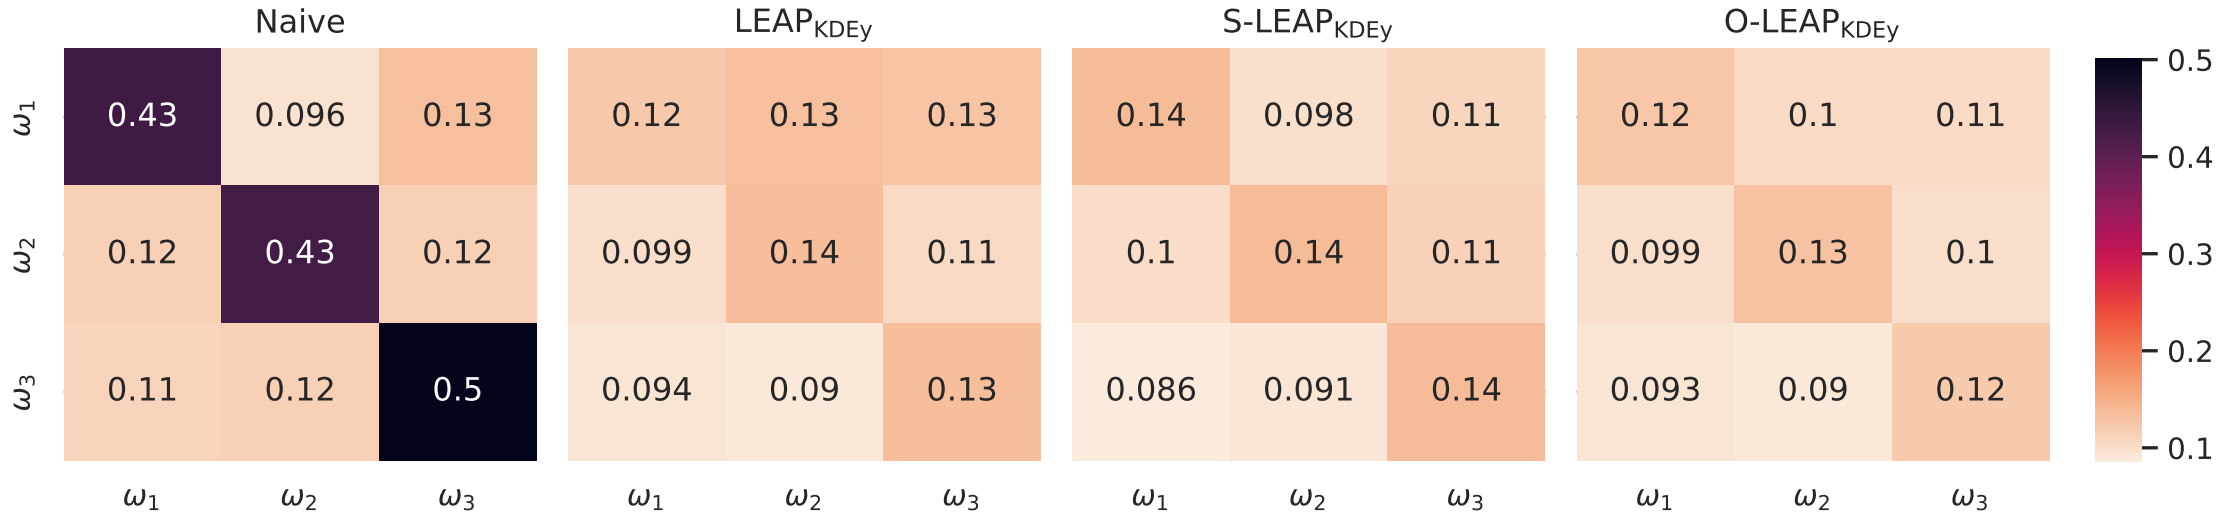 Naive LEAP_KDEy S-LEAP_KDEy O-LEAP_KDEy
0.5
ω₁ 0.43 0.096 0.13 0.12 0.13 0.13 0.14 0.098 0.11 0.12 0.1 0.11
0.4
ω₂ 0.12 0.43 0.12 0.099 0.14 0.11 0.1 0.14 0.11 0.099 0.13 0.1
0.3
0.2
ω₃ 0.11 0.12 0.5 0.094 0.09 0.13 0.086 0.091 0.14 0.093 0.09 0.12
0.1
ω₁ ω₂ ω₃ ω₁ ω₂ ω₃ ω₁ ω₂ ω₃ ω₁ ω₂ ω₃